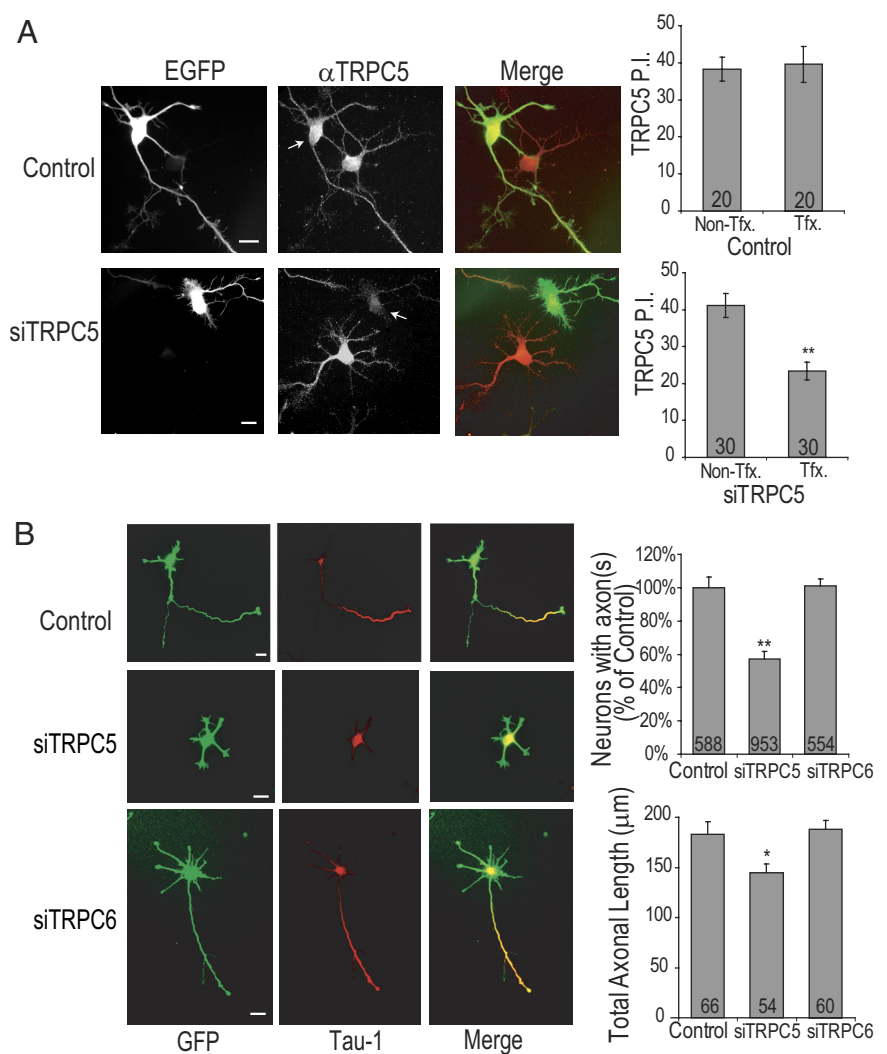 A
EGFP
αTRPC5
Merge
Control
siTRPC5
TRPC5 P.I.
50
40
30
20
10
0
20
20
Non-Tfx.
Tfx.
Control
TRPC5 P.I.
50
40
30
20
10
0
**
30
30
Non-Tfx.
Tfx.
siTRPC5
B
Control
siTRPC5
siTRPC6
GFP
Tau-1
Merge
Neurons with axon(s)
(% of Control)
120%
100%
80%
60%
40%
20%
0%
**
588
953
554
Control
siTRPC5
siTRPC6
Total Axonal Length (μm)
200
150
100
50
0
*
66
54
60
Control
siTRPC5
siTRPC6